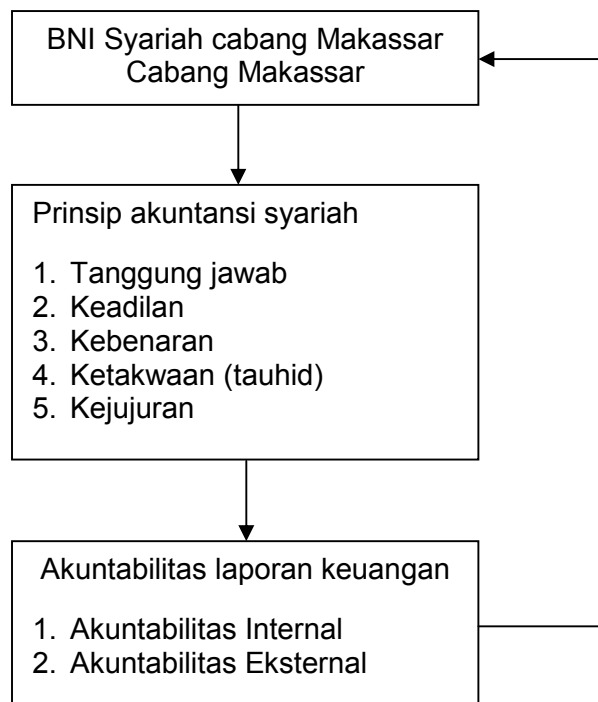 BNI Syariah cabang Makassar
Cabang Makassar
Prinsip akuntansi syariah
1. Tanggung jawab
2. Keadilan
3. Kebenaran
4. Ketakwaan (tauhid)
5. Kejujuran
Akuntabilitas laporan keuangan
1. Akuntabilitas Internal
2. Akuntabilitas Eksternal